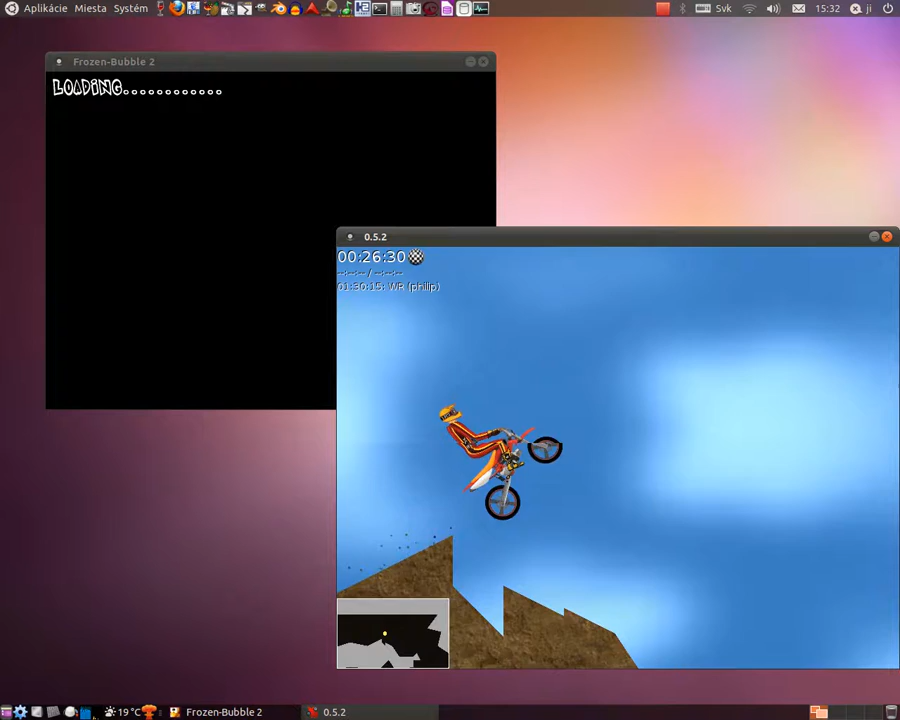 Aplikácie Miesta Systém
Svk
15:32
ji
Frozen-Bubble 2
LOADING............
0.5.2
00:26:30
--:--:-- / --:--:--
01:30:15: WR (philip)
19 °C
Frozen-Bubble 2
0.5.2